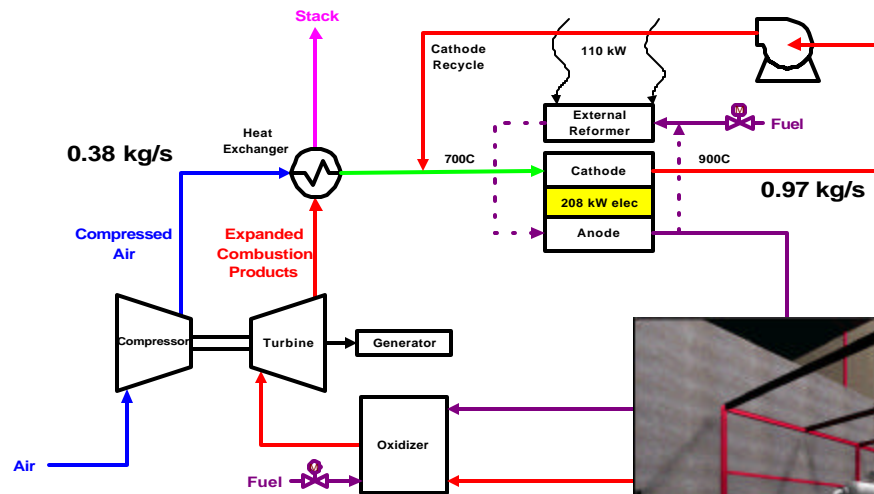 Stack
Cathode
Recycle
110 kW
External
Reformer
M
Fuel
Heat
Exchanger
0.38 kg/s
700C
Cathode
900C
0.97 kg/s
208 kW elec
Anode
Compressed
Air
Expanded
Combustion
Products
Compressor
Turbine
Generator
Oxidizer
Air
Fuel
M